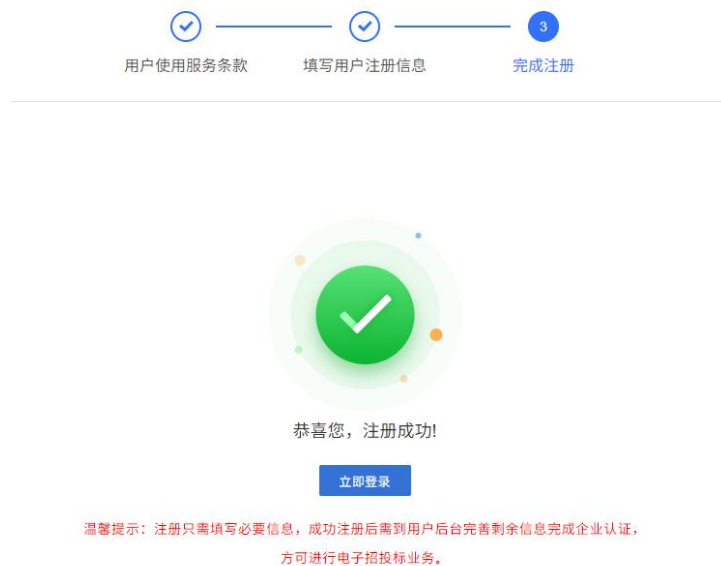 3
用户使用服务条款 填写用户注册信息 完成注册
恭喜您，注册成功!
立即登录
温馨提示：注册只需填写必要信息，成功注册后需到用户后台完善剩余信息完成企业认证，
方可进行电子招投标业务。